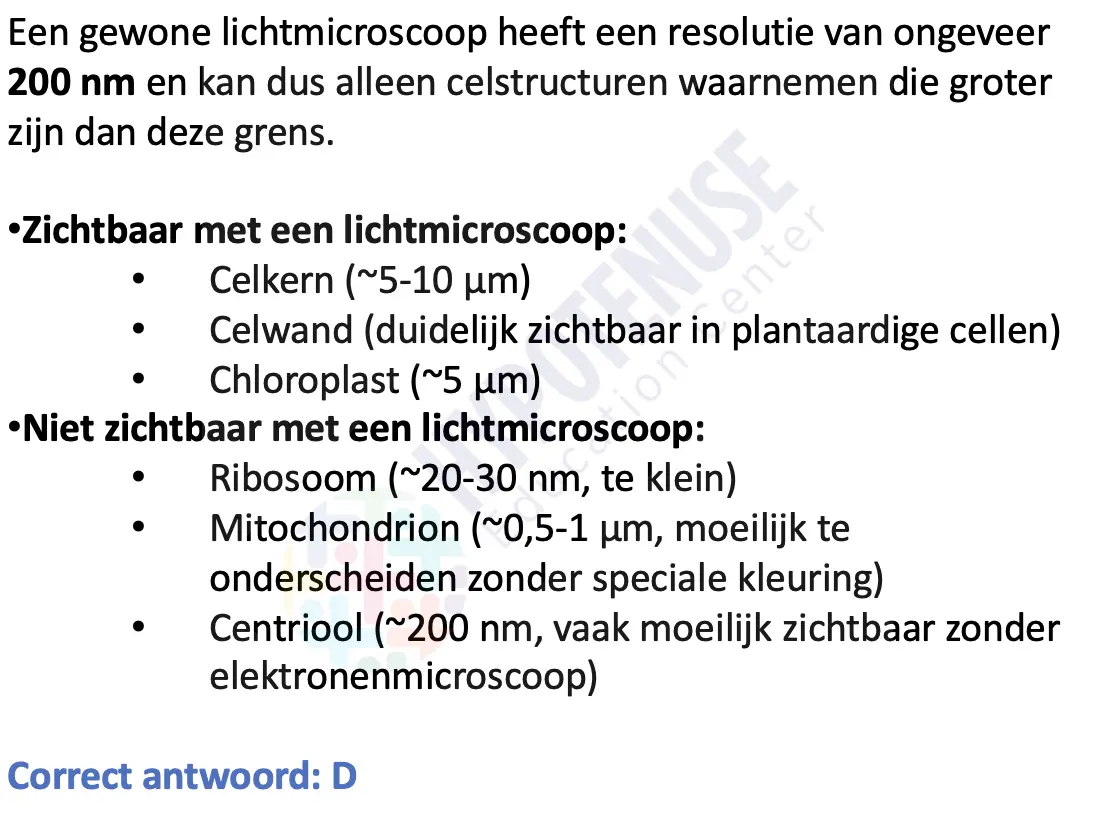 Een gewone lichtmicroscoop heeft een resolutie van ongeveer
200 nm en kan dus alleen celstructuren waarnemen die groter
zijn dan deze grens.
•Zichtbaar met een lichtmicroscoop:
• Celkern (~5-10 µm)
• Celwand (duidelijk zichtbaar in plantaardige cellen)
• Chloroplast (~5 µm)
•Niet zichtbaar met een lichtmicroscoop:
• Ribosoom (~20-30 nm, te klein)
• Mitochondrion (~0,5-1 µm, moeilijk te
onderscheiden zonder speciale kleuring)
• Centriool (~200 nm, vaak moeilijk zichtbaar zonder
elektronenmicroscoop)
Correct antwoord: D
HYPOTENUSE
Education Center